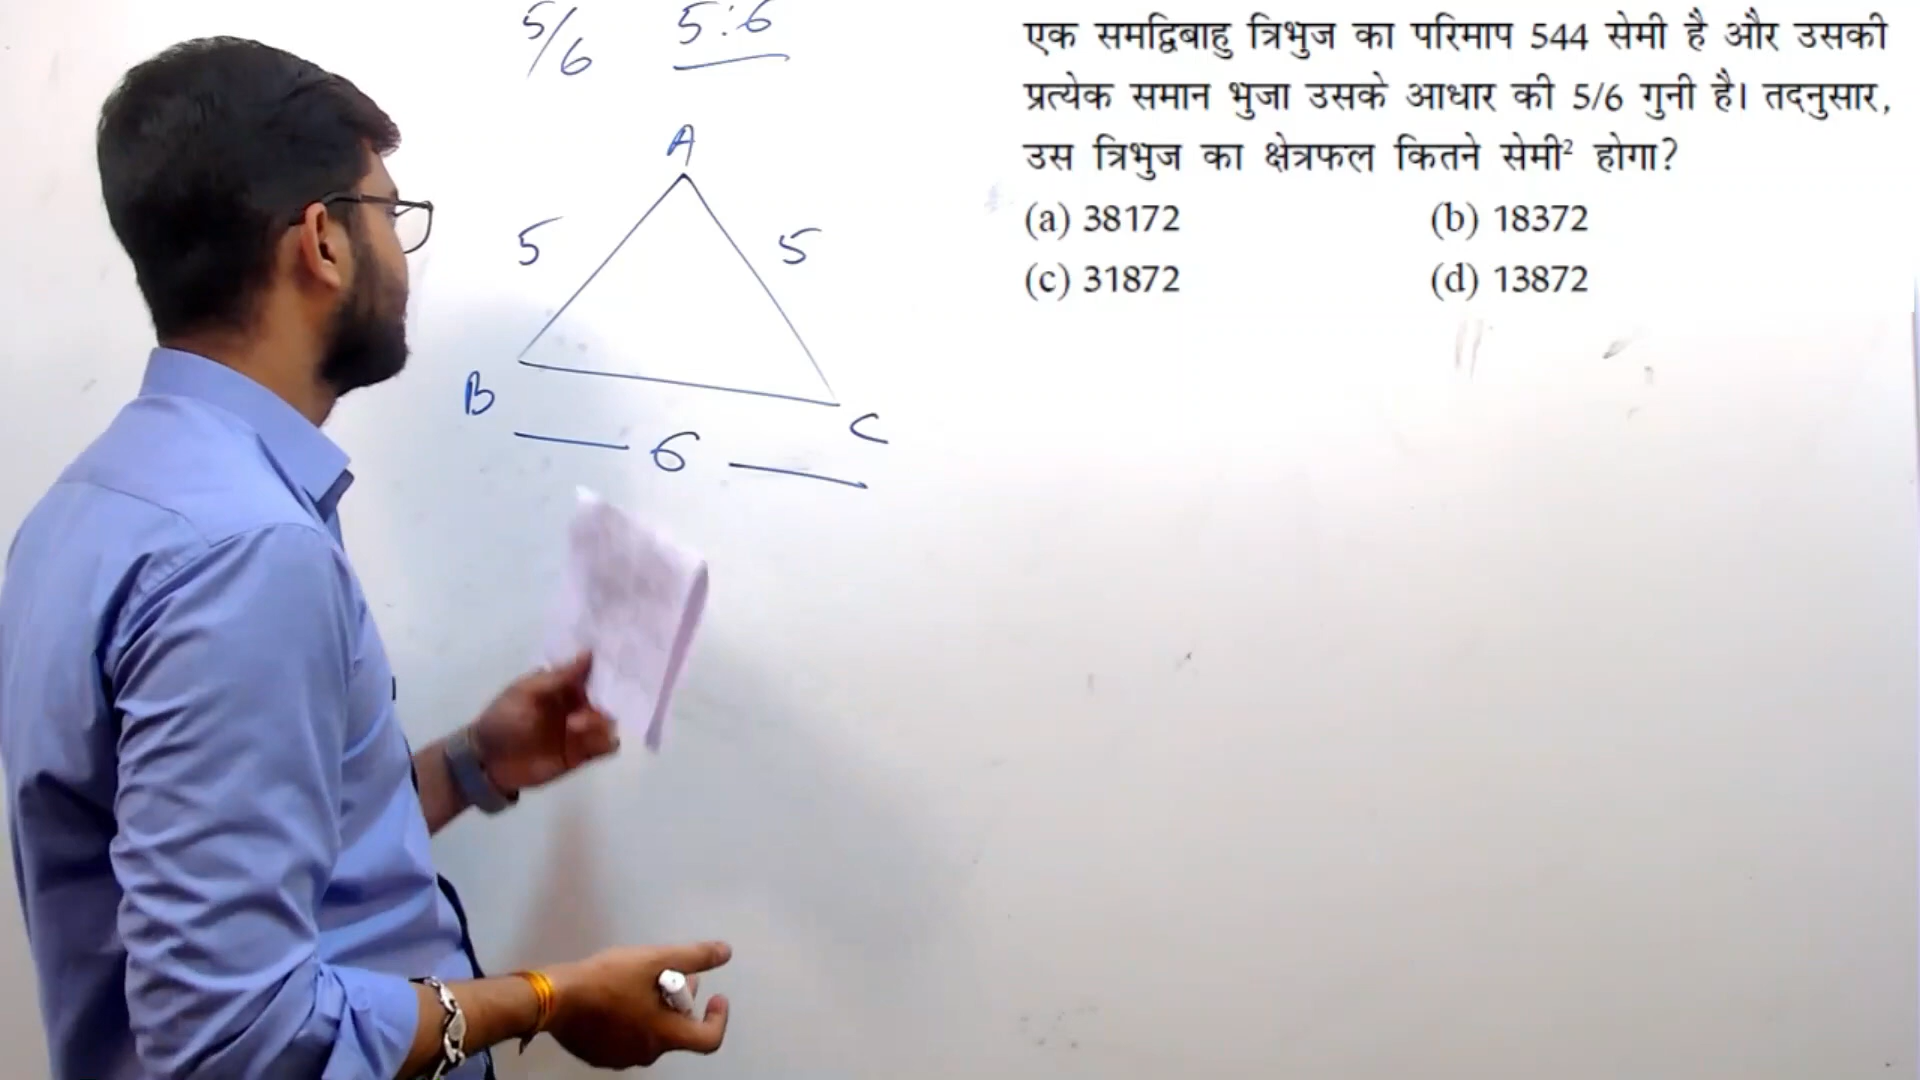 5/6 5:6
A
5 5
B
C
6
एक समद्विबाहु त्रिभुज का परिमाप 544 सेमी है और उसकी
प्रत्येक समान भुजा उसके आधार की 5/6 गुनी है। तदनुसार,
उस त्रिभुज का क्षेत्रफल कितने सेमी² होगा?
(a) 38172 (b) 18372
(c) 31872 (d) 13872